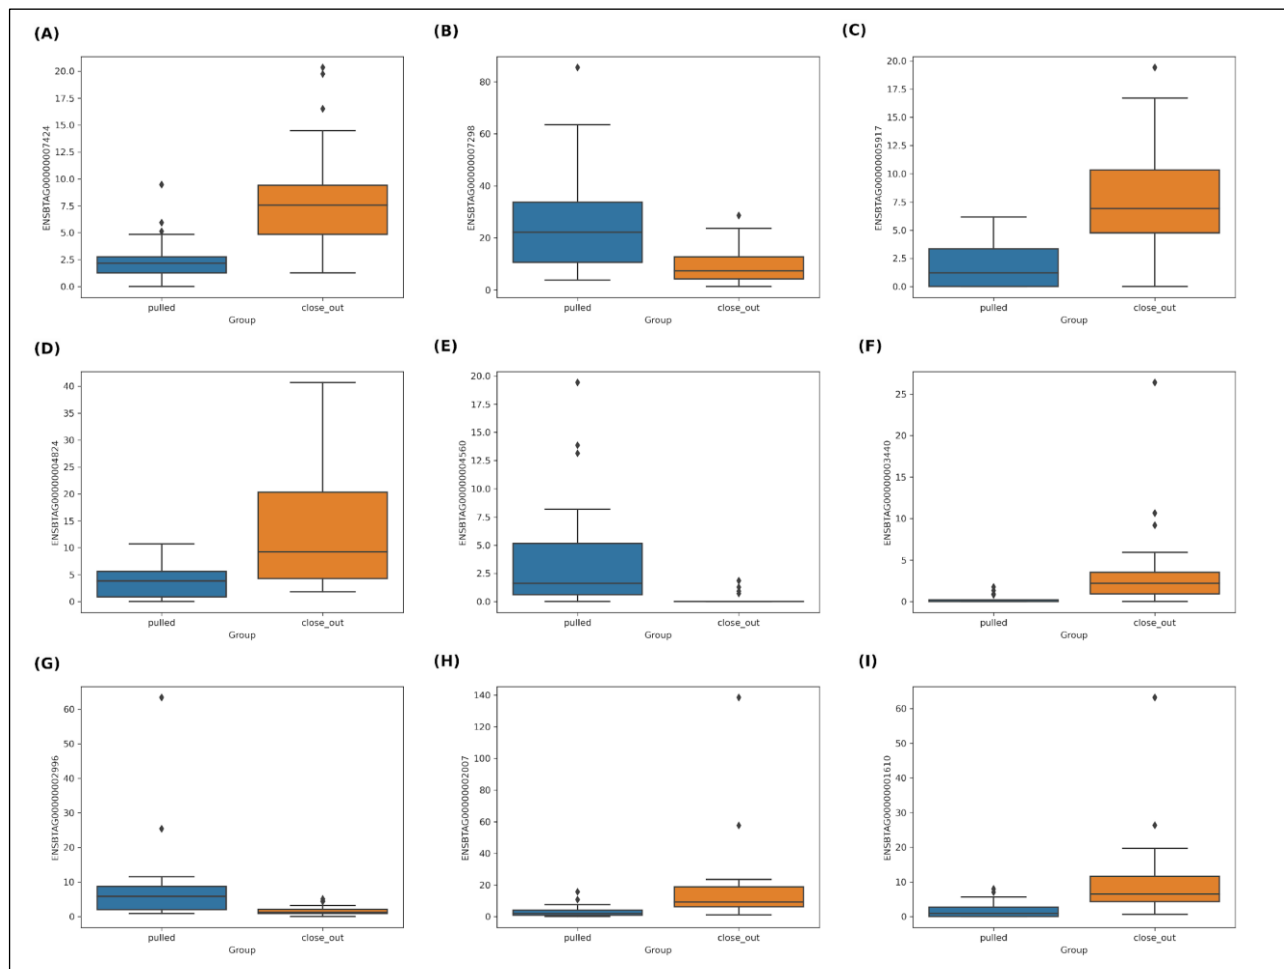 (A)
20.0
17.5
15.0
12.5
10.0
7.5
5.0
2.5
0.0
ENSBTAG00000007424
pulled
close_out
Group
(B)
80
60
40
20
0
ENSBTAG00000007298
pulled
close_out
Group
(C)
20.0
17.5
15.0
12.5
10.0
7.5
5.0
2.5
0.0
ENSBTAG00000005917
pulled
close_out
Group
(D)
40
35
30
25
20
15
10
5
0
ENSBTAG00000004824
pulled
close_out
Group
(E)
20.0
17.5
15.0
12.5
10.0
7.5
5.0
2.5
0.0
ENSBTAG00000004560
pulled
close_out
Group
(F)
25
20
15
10
5
0
ENSBTAG00000003440
pulled
close_out
Group
(G)
60
50
40
30
20
10
0
ENSBTAG00000002996
pulled
close_out
Group
(H)
140
120
100
80
60
40
20
0
ENSBTAG00000002007
pulled
close_out
Group
(I)
60
50
40
30
20
10
0
ENSBTAG00000001610
pulled
close_out
Group